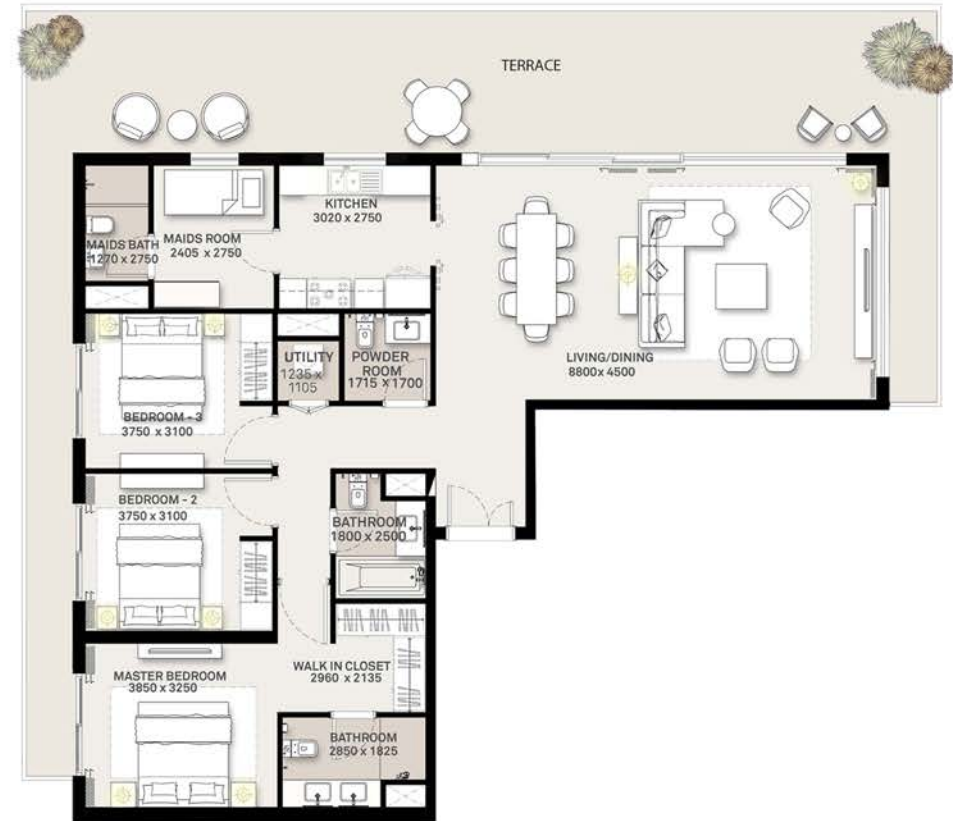 TERRACE
KITCHEN
3020 x 2750
MAIDS BATH
1270 x 2750
MAIDS ROOM
2405 x 2750
LIVING/DINING
8800x 4500
UTILITY
1235 x
1105
POWDER
ROOM
1715 x 1700
BEDROOM - 3
3750 x 3100
BEDROOM - 2
3750 x 3100
BATHROOM
1800 x 2500
WALK IN CLOSET
2960 x 2135
MASTER BEDROOM
3850 x 3250
BATHROOM
2850 x 1825